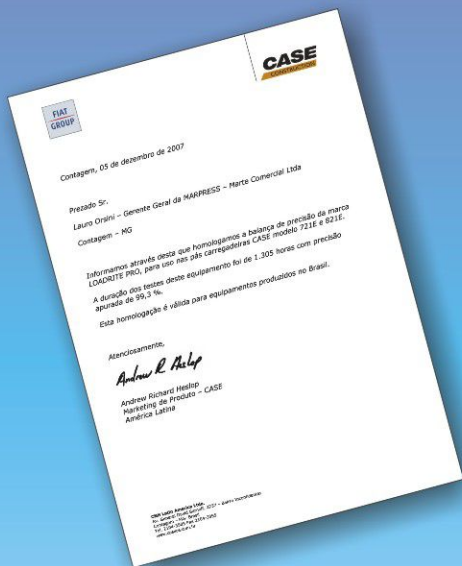 FIAT
GROUP
CASE
CONSTRUCTION
Contagem, 05 de dezembro de 2007
Prezado Sr.
Lauro Orsini – Gerente Geral da MARPRESS – Marte Comercial Ltda
Contagem – MG
Informamos através desta que homologamos a balança de precisão da marca
LOADRITE PRO, para uso nas pás carregadeiras CASE modelo 721E e 821E.
A duração dos testes deste equipamento foi de 1.305 horas com precisão
apurada de 99,3 %.
Esta homologação é válida para equipamentos produzidos no Brasil.
Atenciosamente,
Andrew R Heslop
Andrew Richard Heslop
Marketing de Produto – CASE
América Latina
CNH Latin America Ltda.